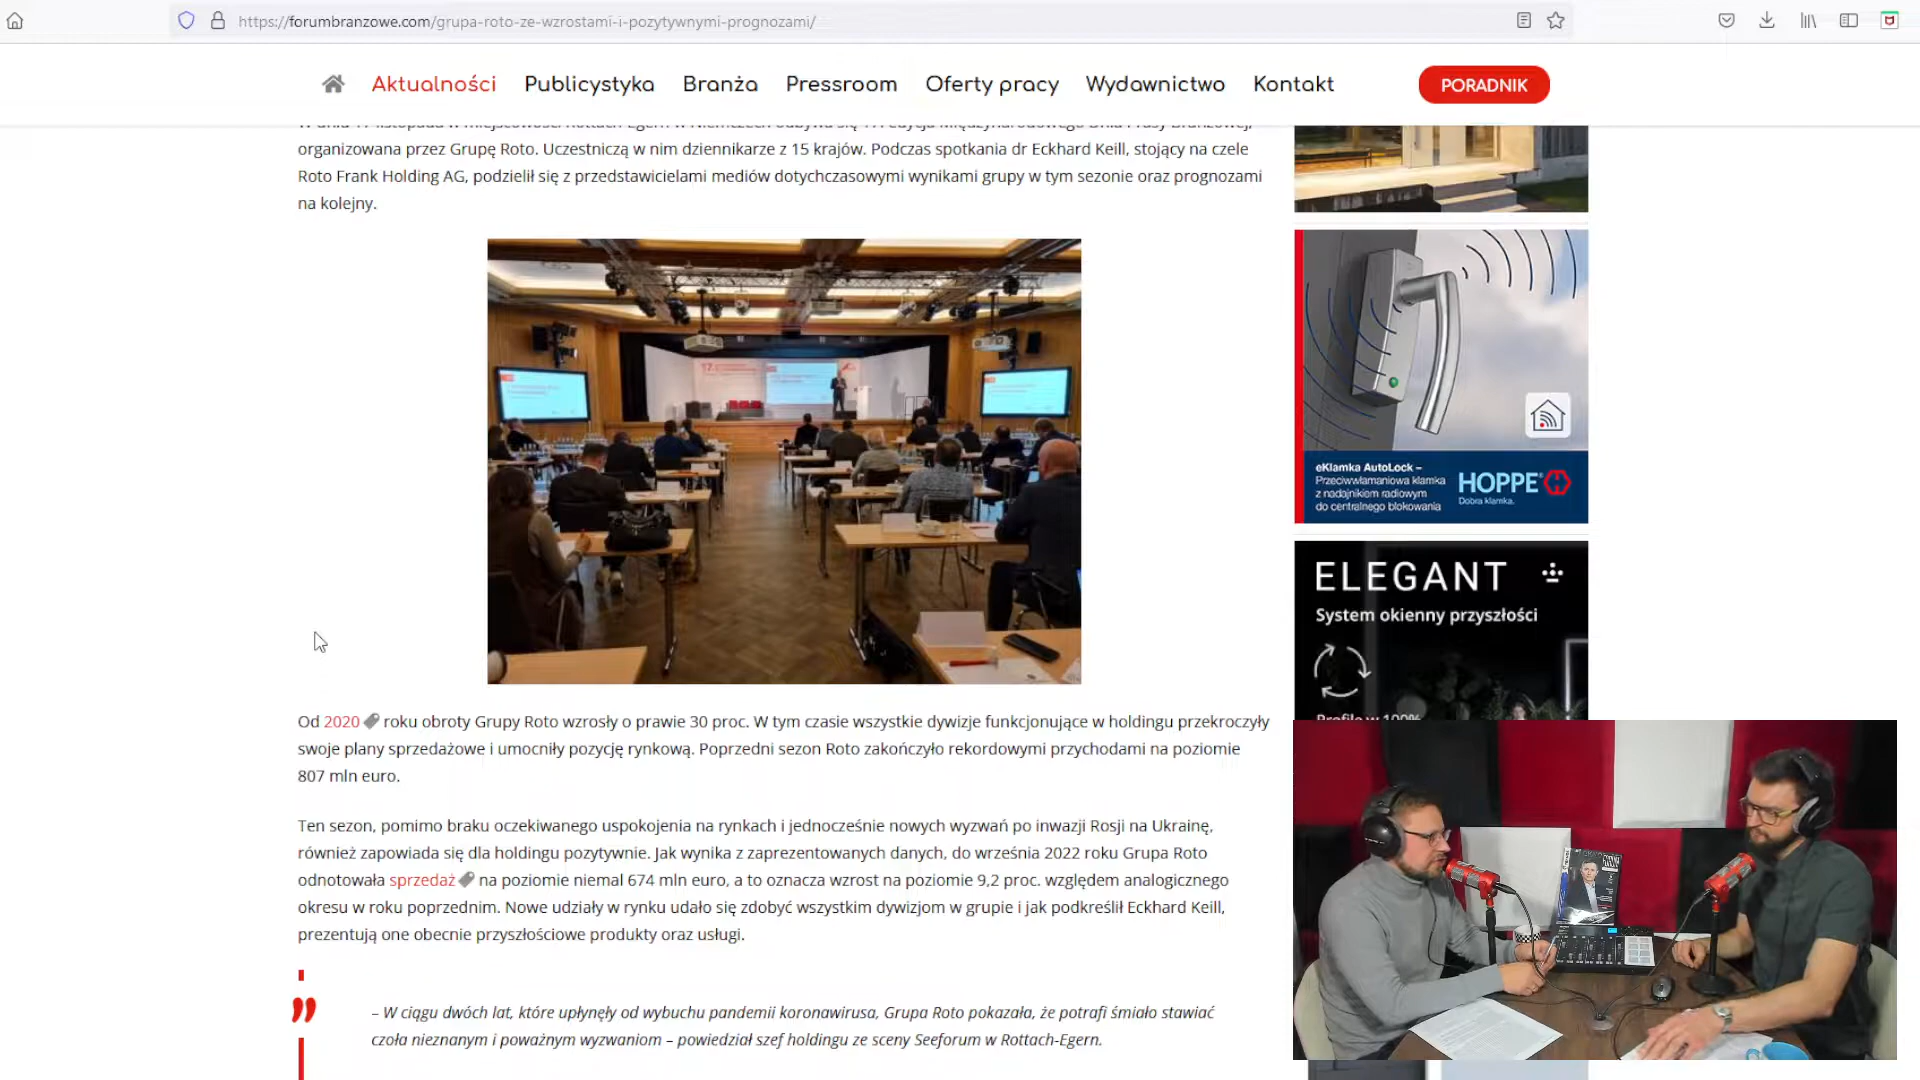 https://forumbranzowe.com/grupa-roto-ze-wzrostami-i-pozytywnymi-prognozami/
Aktualności Publicystyka Branża Pressroom Oferty pracy Wydawnictwo Kontakt PORADNIK
organizowana przez Grupę Roto. Uczestniczą w nim dziennikarze z 15 krajów. Podczas spotkania dr Eckhard Keill, stojący na czele
Roto Frank Holding AG, podzielił się z przedstawicielami mediów dotychczasowymi wynikami grupy w tym sezonie oraz prognozami
na kolejny.
eKlamka AutoLock –
Przeciwwłamaniowa klamka
z nadajnikiem radiowym
do centralnego blokowania
HOPPE
Dobra klamka.
ELEGANT
System okienny przyszłości
Profile w 100%
Od 2020 roku obroty Grupy Roto wzrosły o prawie 30 proc. W tym czasie wszystkie dywizje funkcjonujące w holdingu przekroczyły
swoje plany sprzedażowe i umocniły pozycję rynkową. Poprzedni sezon Roto zakończyło rekordowymi przychodami na poziomie
807 mln euro.
Ten sezon, pomimo braku oczekiwanego uspokojenia na rynkach i jednocześnie nowych wyzwań po inwazji Rosji na Ukrainę,
również zapowiada się dla holdingu pozytywnie. Jak wynika z zaprezentowanych danych, do września 2022 roku Grupa Roto
odnotowała sprzedaż na poziomie niemal 674 mln euro, a to oznacza wzrost na poziomie 9,2 proc. względem analogicznego
okresu w roku poprzednim. Nowe udziały w rynku udało się zdobyć wszystkim dywizjom w grupie i jak podkreślił Eckhard Keill,
prezentują one obecnie przyszłościowe produkty oraz usługi.
– W ciągu dwóch lat, które upłynęły od wybuchu pandemii koronawirusa, Grupa Roto pokazała, że potrafi śmiało stawiać
czoła nieznanym i poważnym wyzwaniom – powiedział szef holdingu ze sceny Seeforum w Rottach-Egern.